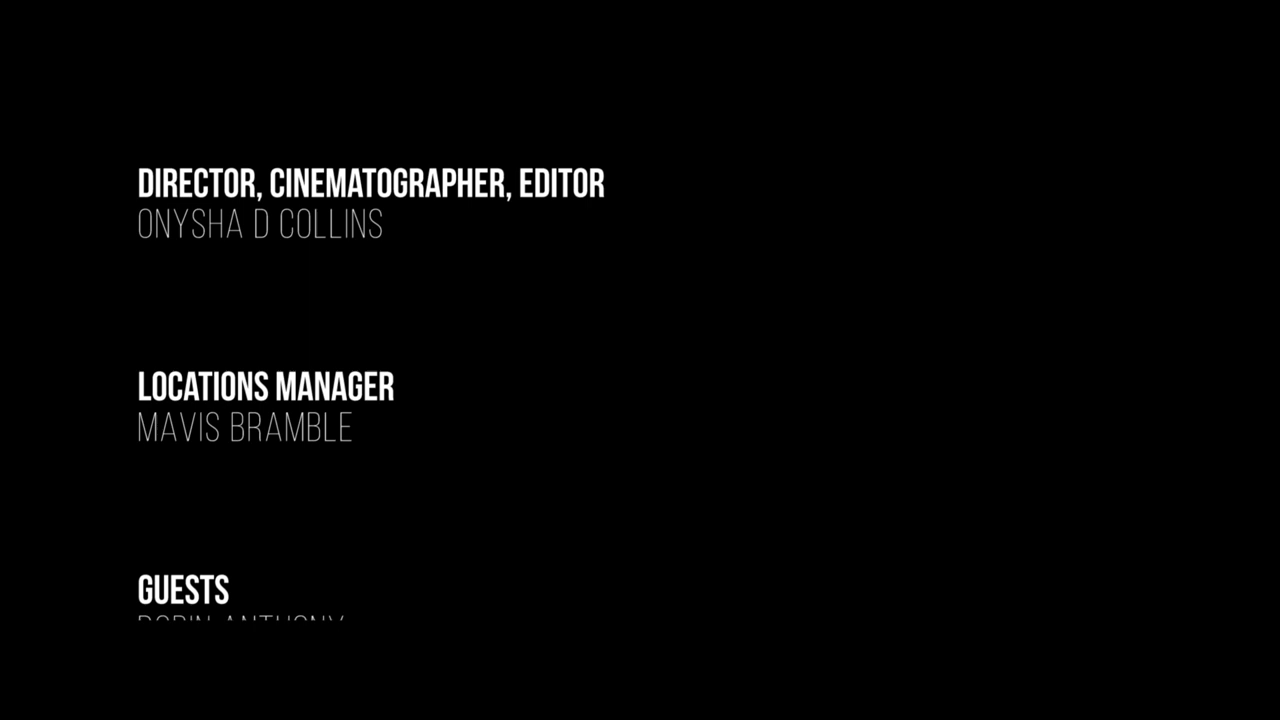 DIRECTOR, CINEMATOGRAPHER, EDITOR
ONYSHA D COLLINS
LOCATIONS MANAGER
MAVIS BRAMBLE
GUESTS